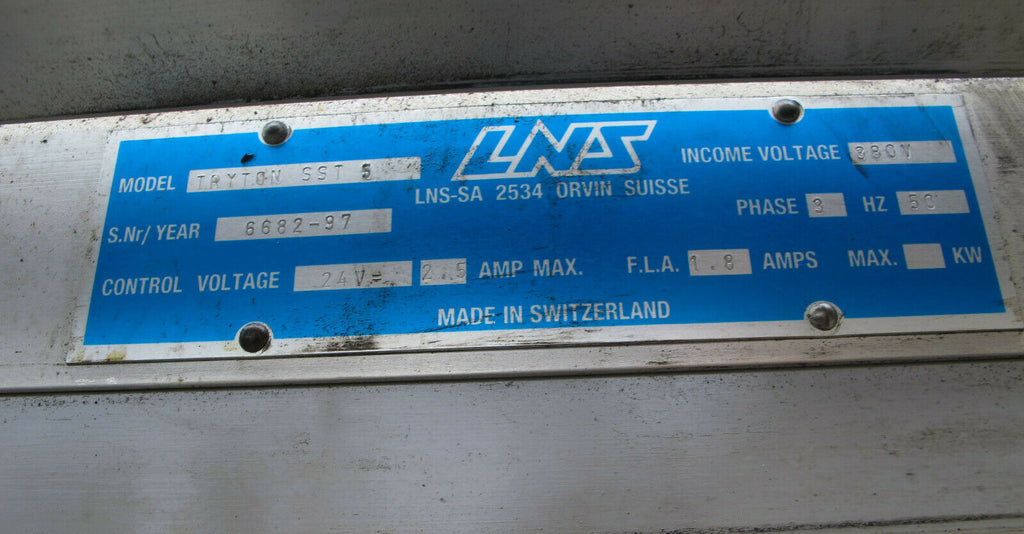 LNS
INCOME VOLTAGE 380V
MODEL TRYTON SST 5
LNS-SA 2534 ORVIN SUISSE
PHASE 3 HZ 50
S.Nr/ YEAR 6682-97
CONTROL VOLTAGE 24V= 2.5 AMP MAX. F.L.A. 1.8 AMPS MAX. KW
MADE IN SWITZERLAND